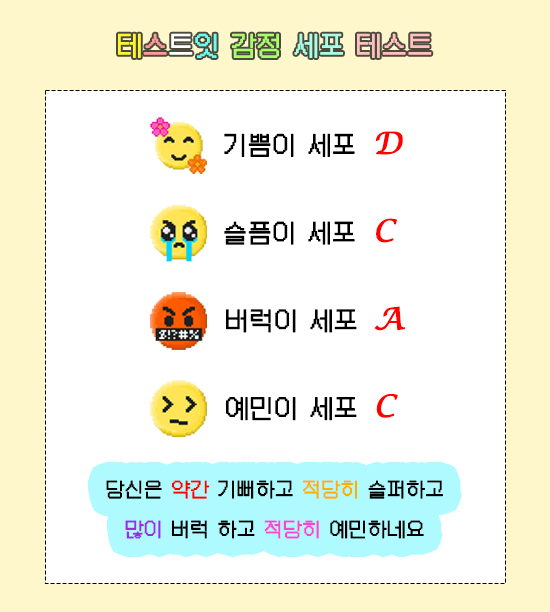 테스트잇 감정 세포 테스트
기쁨이 세포 D
슬픔이 세포 C
$!?#%
버럭이 세포 A
예민이 세포 C
당신은 약간 기뻐하고 적당히 슬퍼하고
많이 버럭 하고 적당히 예민하네요